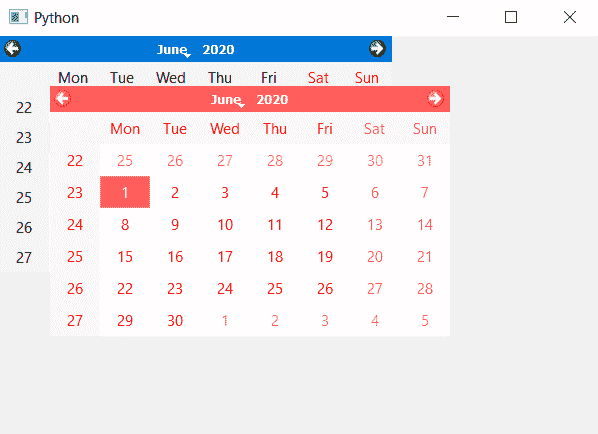 Python
June 2020
Mon Tue Wed Thu Fri Sat Sun
22
23
24
25
26
27
June 2020
Mon Tue Wed Thu Fri Sat Sun
22 25 26 27 28 29 30 31
23 1 2 3 4 5 6 7
24 8 9 10 11 12 13 14
25 15 16 17 18 19 20 21
26 22 23 24 25 26 27 28
27 29 30 1 2 3 4 5